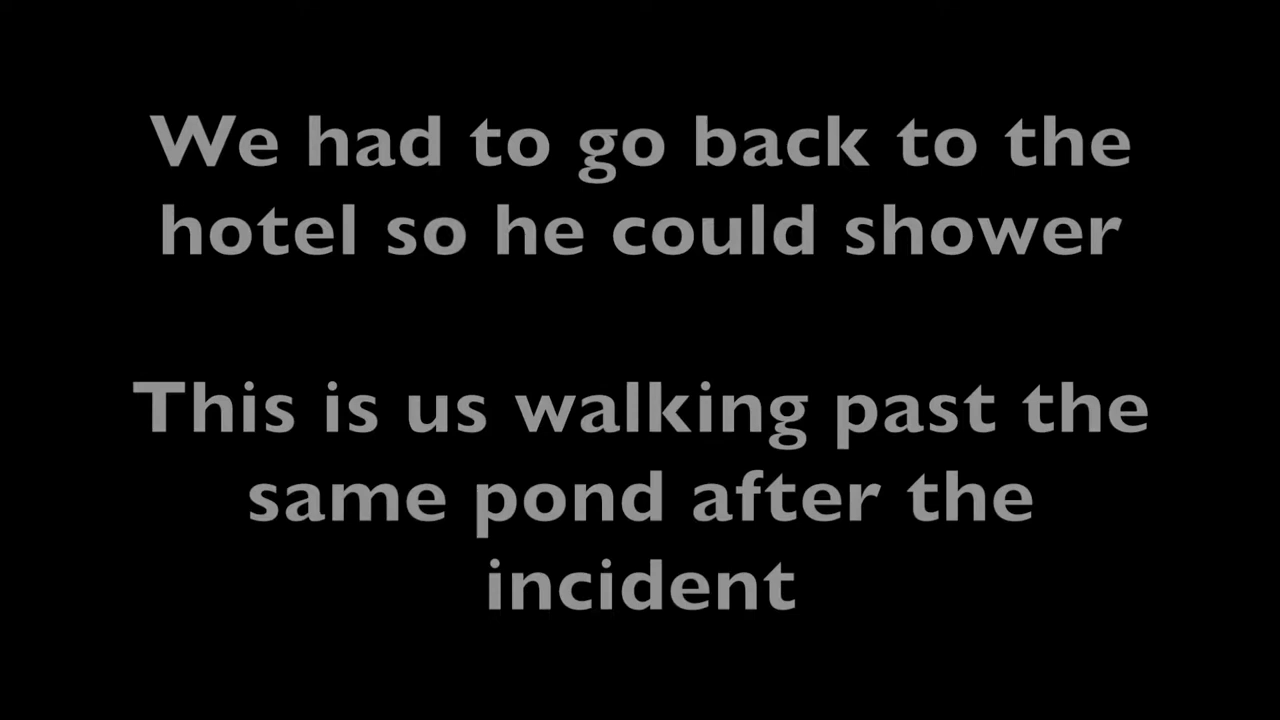 We had to go back to the
hotel so he could shower
This is us walking past the
same pond after the
incident